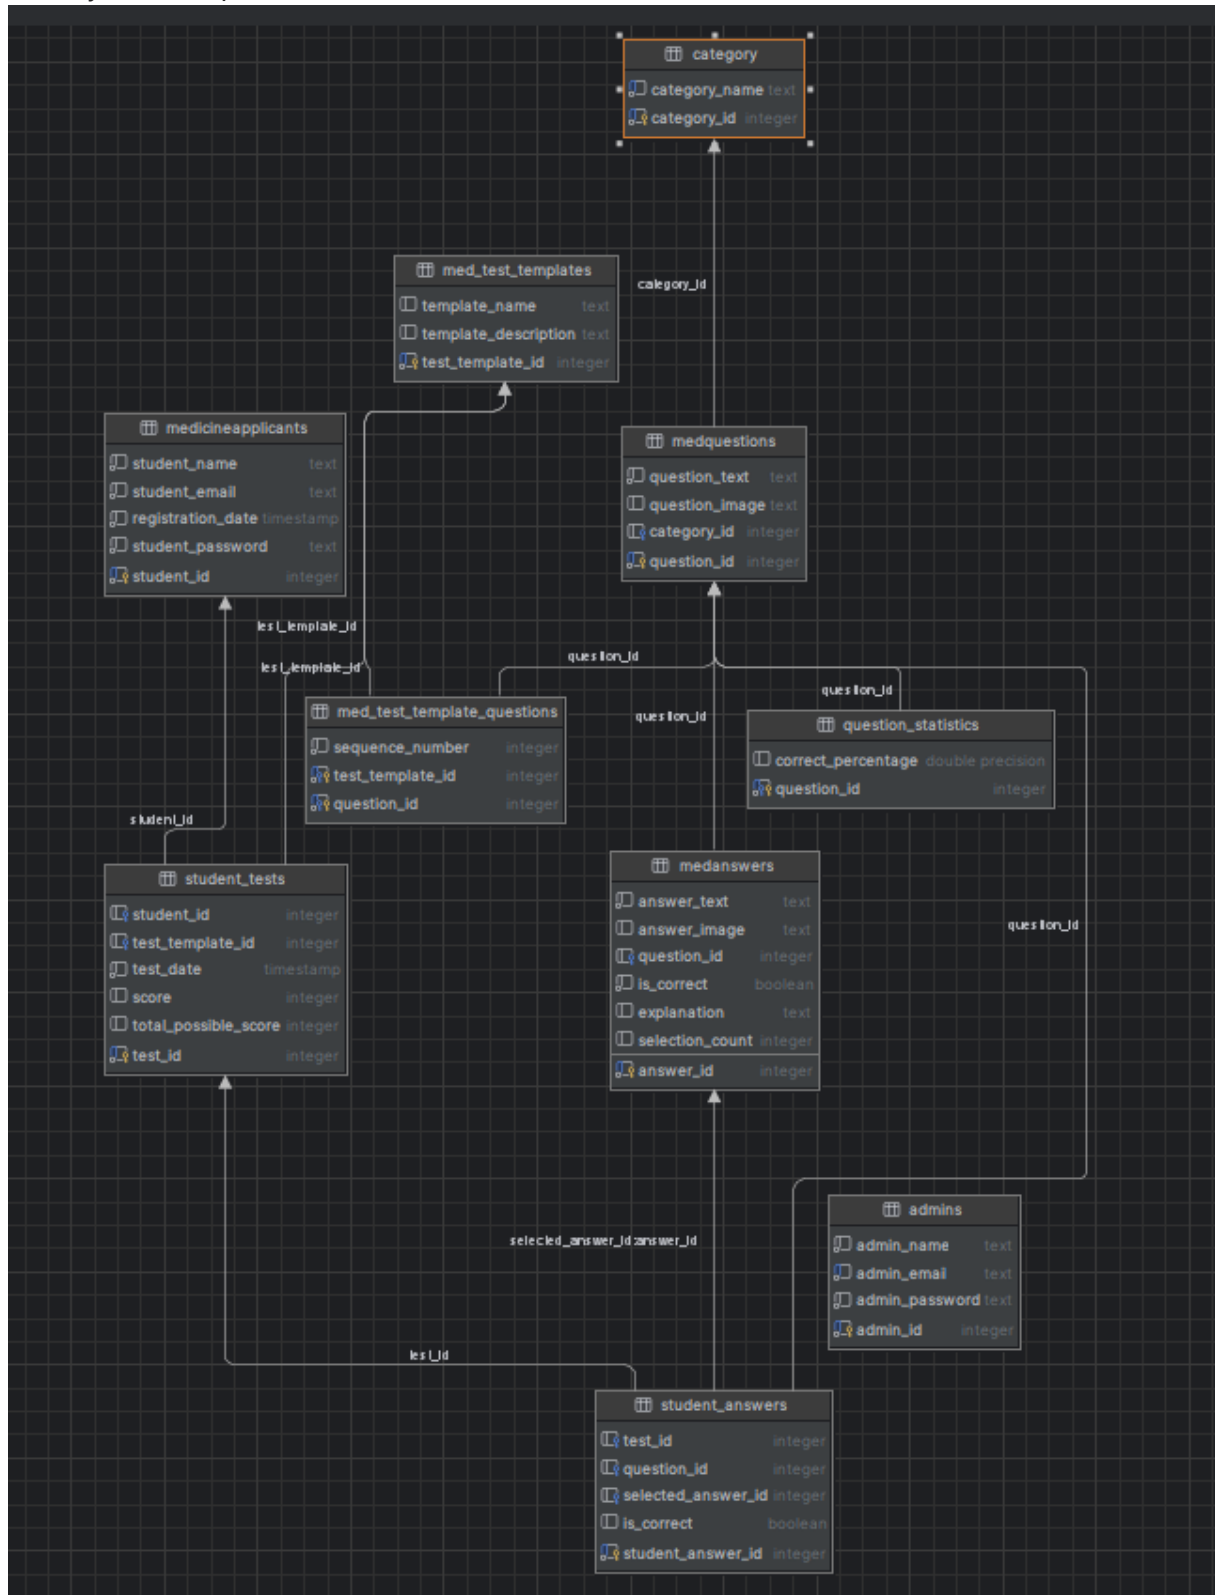 category
category_name text
category_id integer
med_test_templates
template_name text
template_description text
test_template_id integer
category_id
medicineapplicants
student_name text
student_email text
registration_date timestamp
student_password text
student_id integer
medquestions
question_text text
question_image text
category_id integer
question_id integer
test_template_id
test_template_id
question_id
question_id
question_id
med_test_template_questions
sequence_number integer
test_template_id integer
question_id integer
question_statistics
correct_percentage double precision
question_id integer
student_id
student_tests
student_id integer
test_template_id integer
test_date timestamp
score integer
total_possible_score integer
test_id integer
medanswers
answer_text text
answer_image text
question_id integer
is_correct boolean
explanation text
selection_count integer
answer_id integer
question_id
selected_answer_id:answer_id
admins
admin_name text
admin_email text
admin_password text
admin_id integer
test_id
student_answers
test_id integer
question_id integer
selected_answer_id integer
is_correct boolean
student_answer_id integer